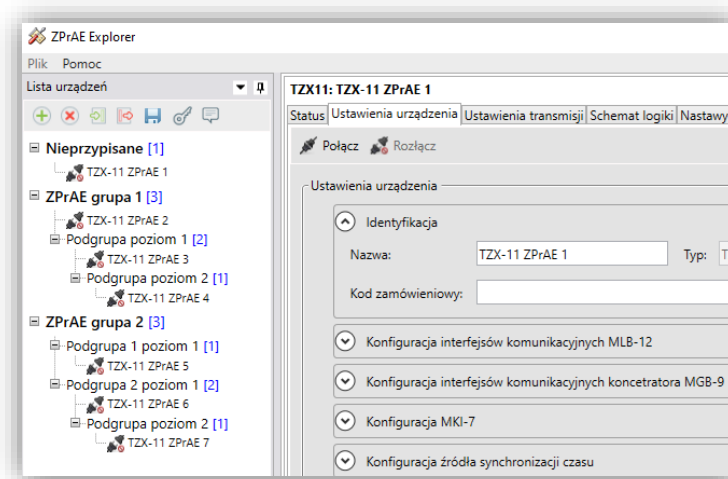 ZPrAE Explorer
Plik Pomoc
Lista urządzeń
Nieprzypisane [1]
TZX-11 ZPrAE 1
ZPrAE grupa 1 [3]
TZX-11 ZPrAE 2
Podgrupa poziom 1 [2]
TZX-11 ZPrAE 3
Podgrupa poziom 2 [1]
TZX-11 ZPrAE 4
ZPrAE grupa 2 [3]
Podgrupa 1 poziom 1 [1]
TZX-11 ZPrAE 5
Podgrupa 2 poziom 1 [2]
TZX-11 ZPrAE 6
Podgrupa poziom 2 [1]
TZX-11 ZPrAE 7
TZX11: TZX-11 ZPrAE 1
Status Ustawienia urządzenia Ustawienia transmisji Schemat logiki Nastawy
Połącz Rozłącz
Ustawienia urządzenia
Identyfikacja
Nazwa: TZX-11 ZPrAE 1 Typ: T
Kod zamówieniowy:
Konfiguracja interfejsów komunikacyjnych MLB-12
Konfiguracja interfejsów komunikacyjnych koncetratora MGB-9
Konfiguracja MKI-7
Konfiguracja źródła synchronizacji czasu